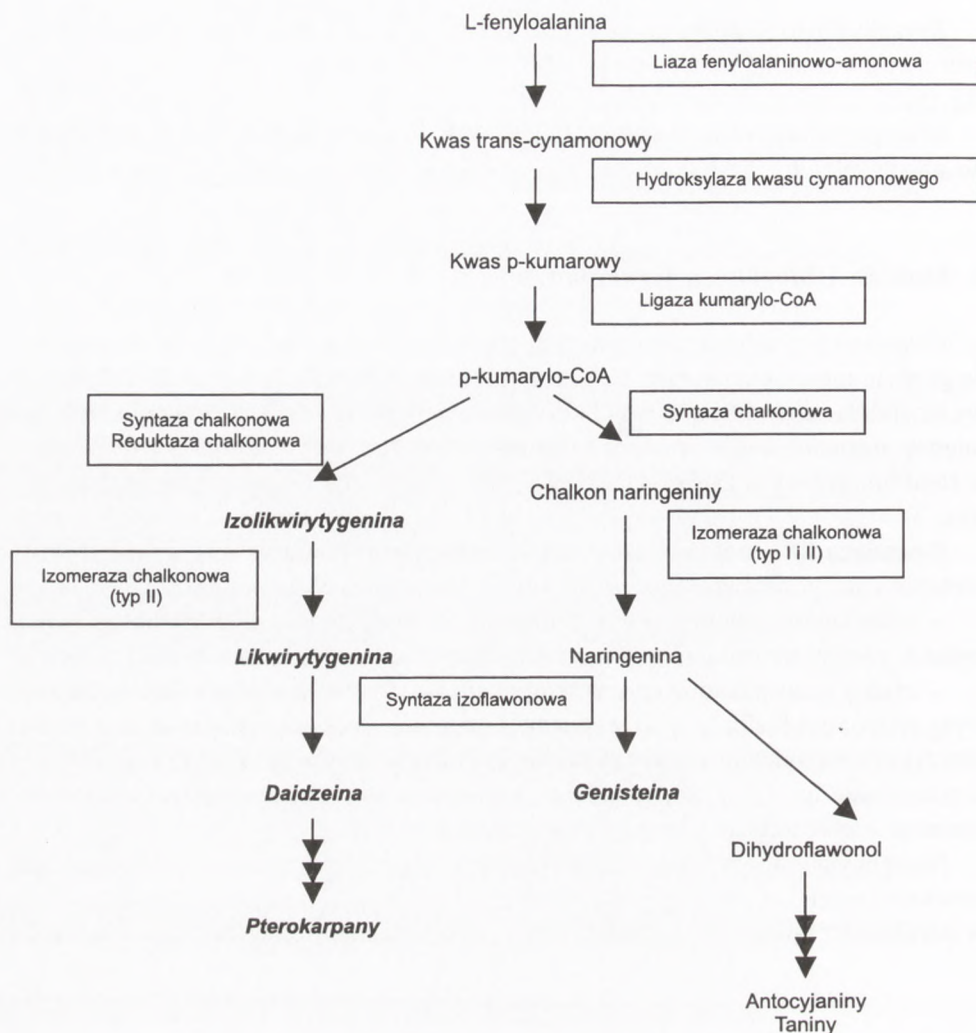 L-fenyloalanina
Liaza fenyloalaninowo-amonowa
Kwas trans-cynamonowy
Hydroksylaza kwasu cynamonowego
Kwas p-kumarowy
Ligaza kumarylo-CoA
p-kumarylo-CoA
Syntaza chalkonowa
Reduktaza chalkonowa
Syntaza chalkonowa
Chalkon naringeniny
Izolikwirytygenina
Izomeraza chalkonowa
(typ I i II)
Izomeraza chalkonowa
(typ II)
Likwirytygenina
Naringenina
Syntaza izoflawonowa
Daidzeina
Genisteina
Dihydroflawonol
Pterokarpany
Antocyjaniny
Taniny